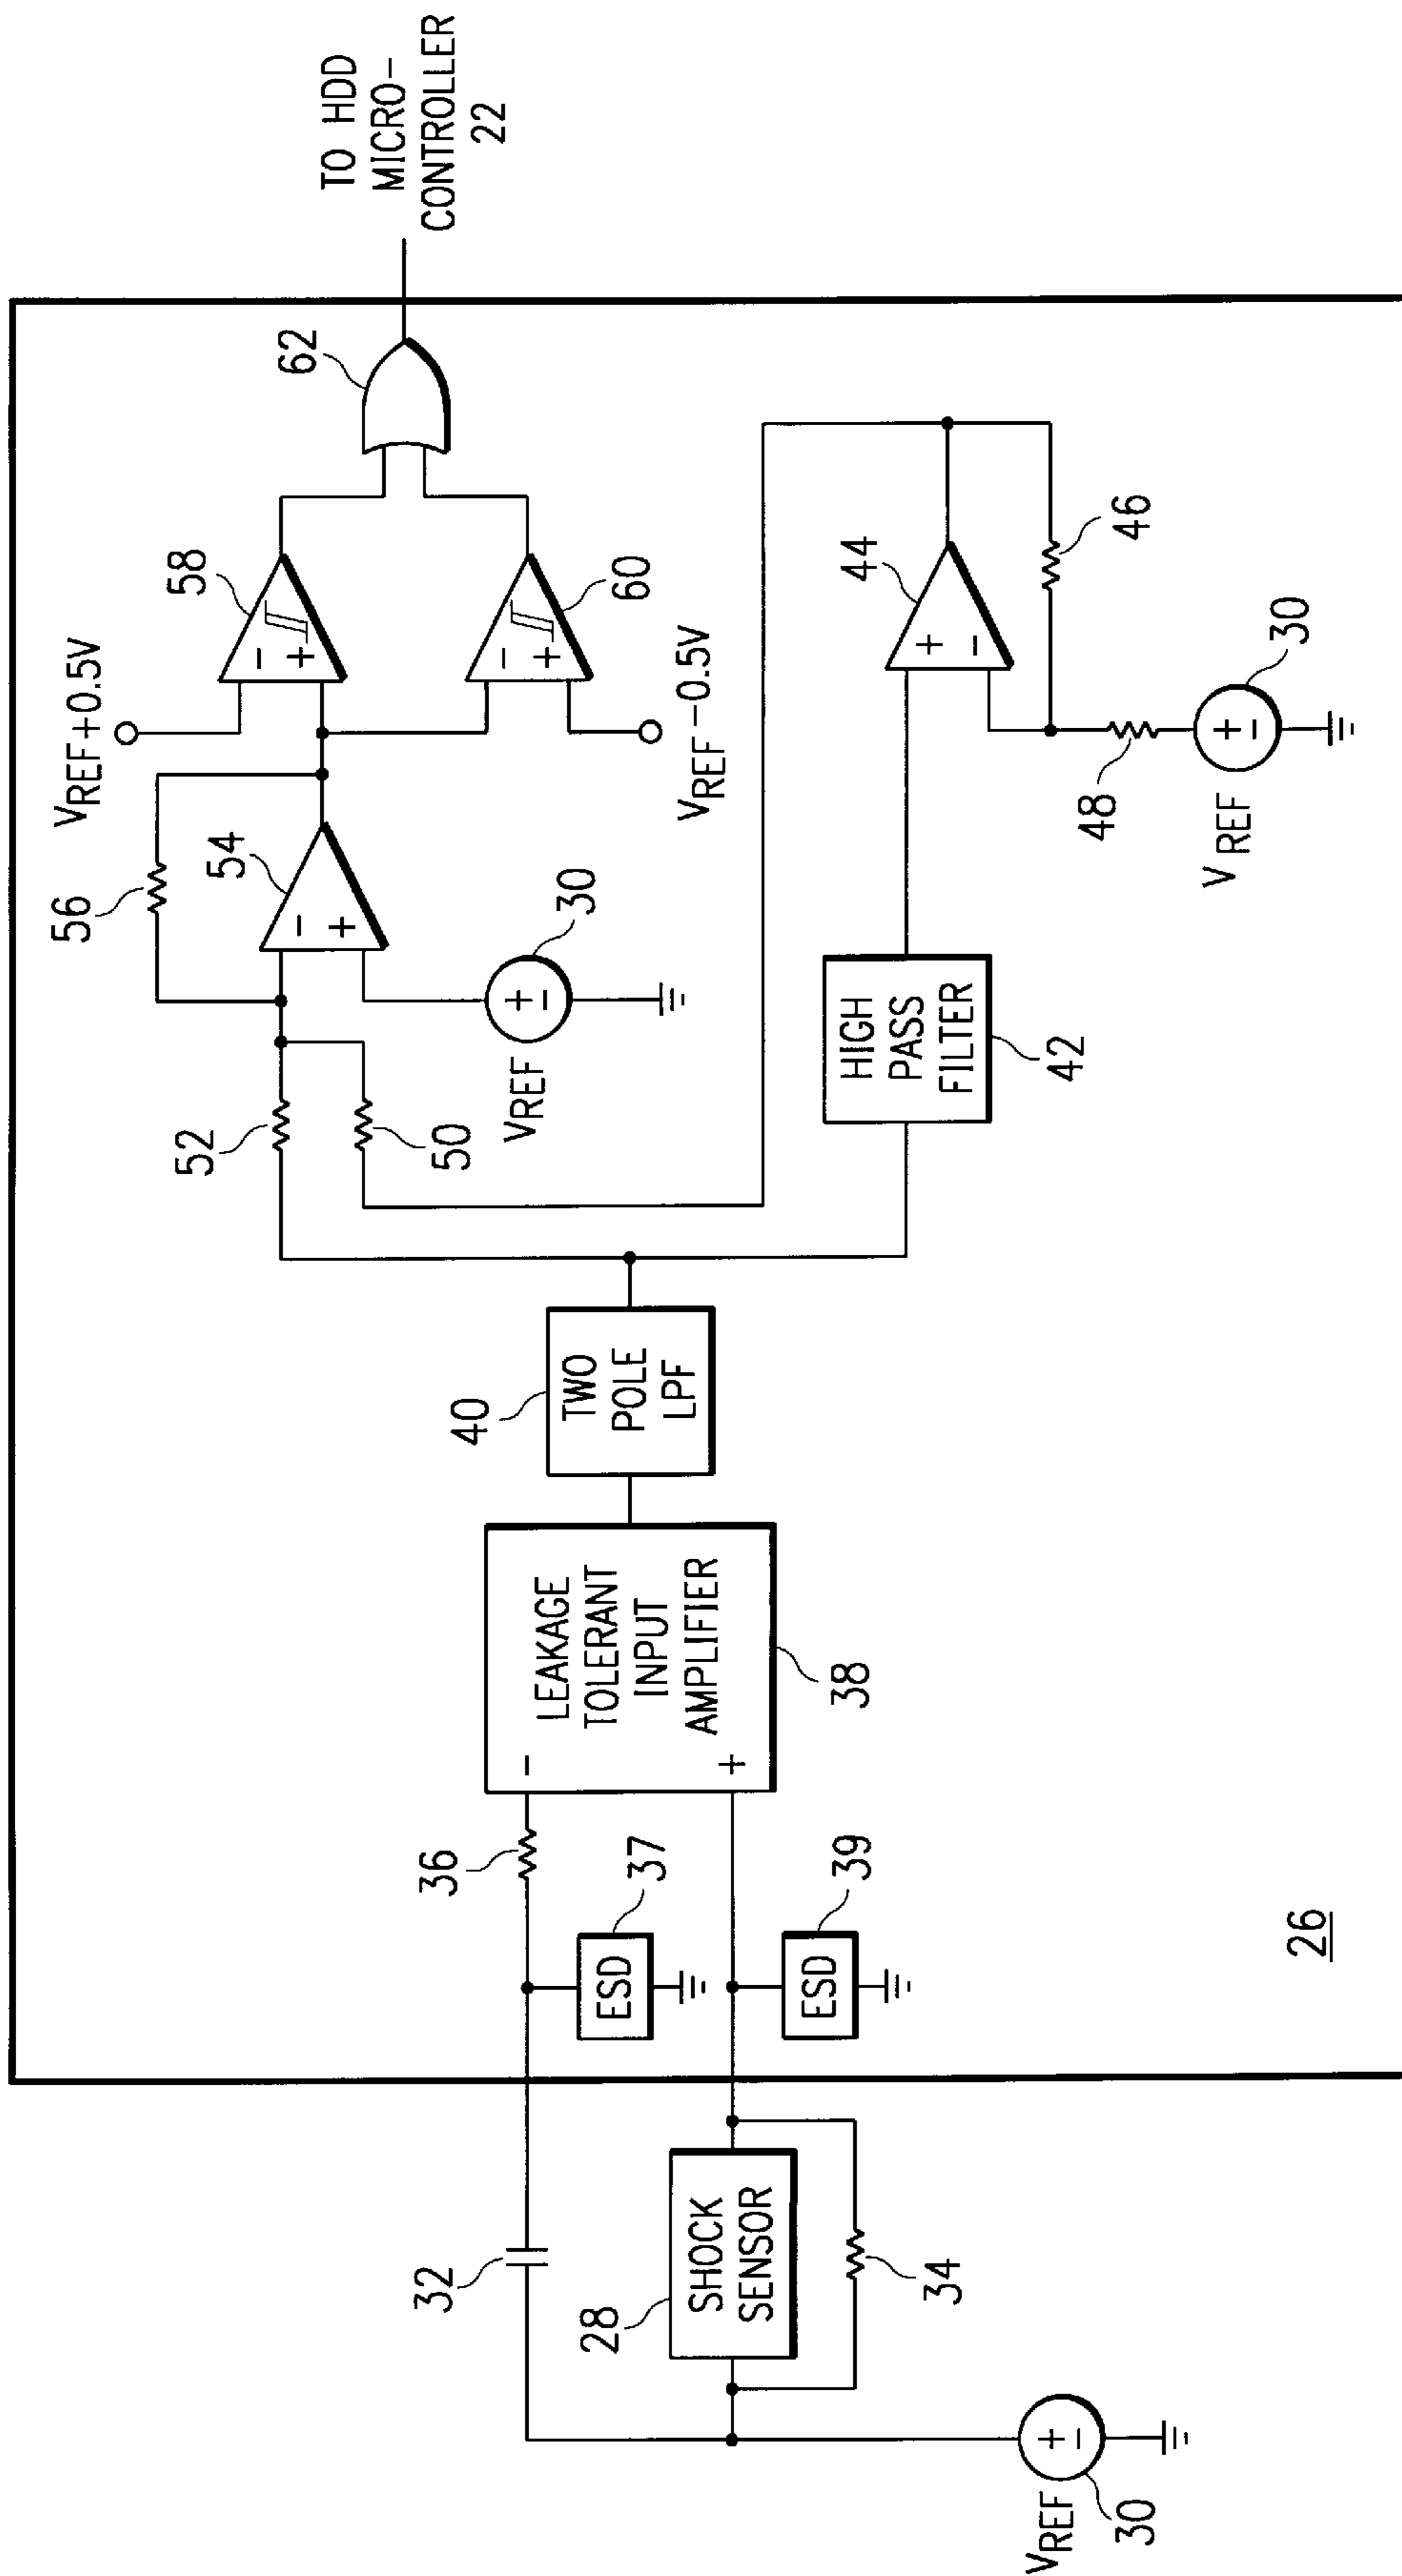 TO HDD
MICRO-
CONTROLLER
22
62
58
VREF+0.5V
56
54
-
+
-
+
-
+
60
VREF-0.5V
+
-
VREF
30
52
50
44
+
-
46
48
+
-
VREF
30
HIGH
PASS
FILTER
42
40
TWO
POLE
LPF
LEAKAGE
TOLERANT
INPUT
AMPLIFIER
-
+
38
36
ESD
37
ESD
39
26
32
SHOCK
SENSOR
28
34
+
-
VREF
30